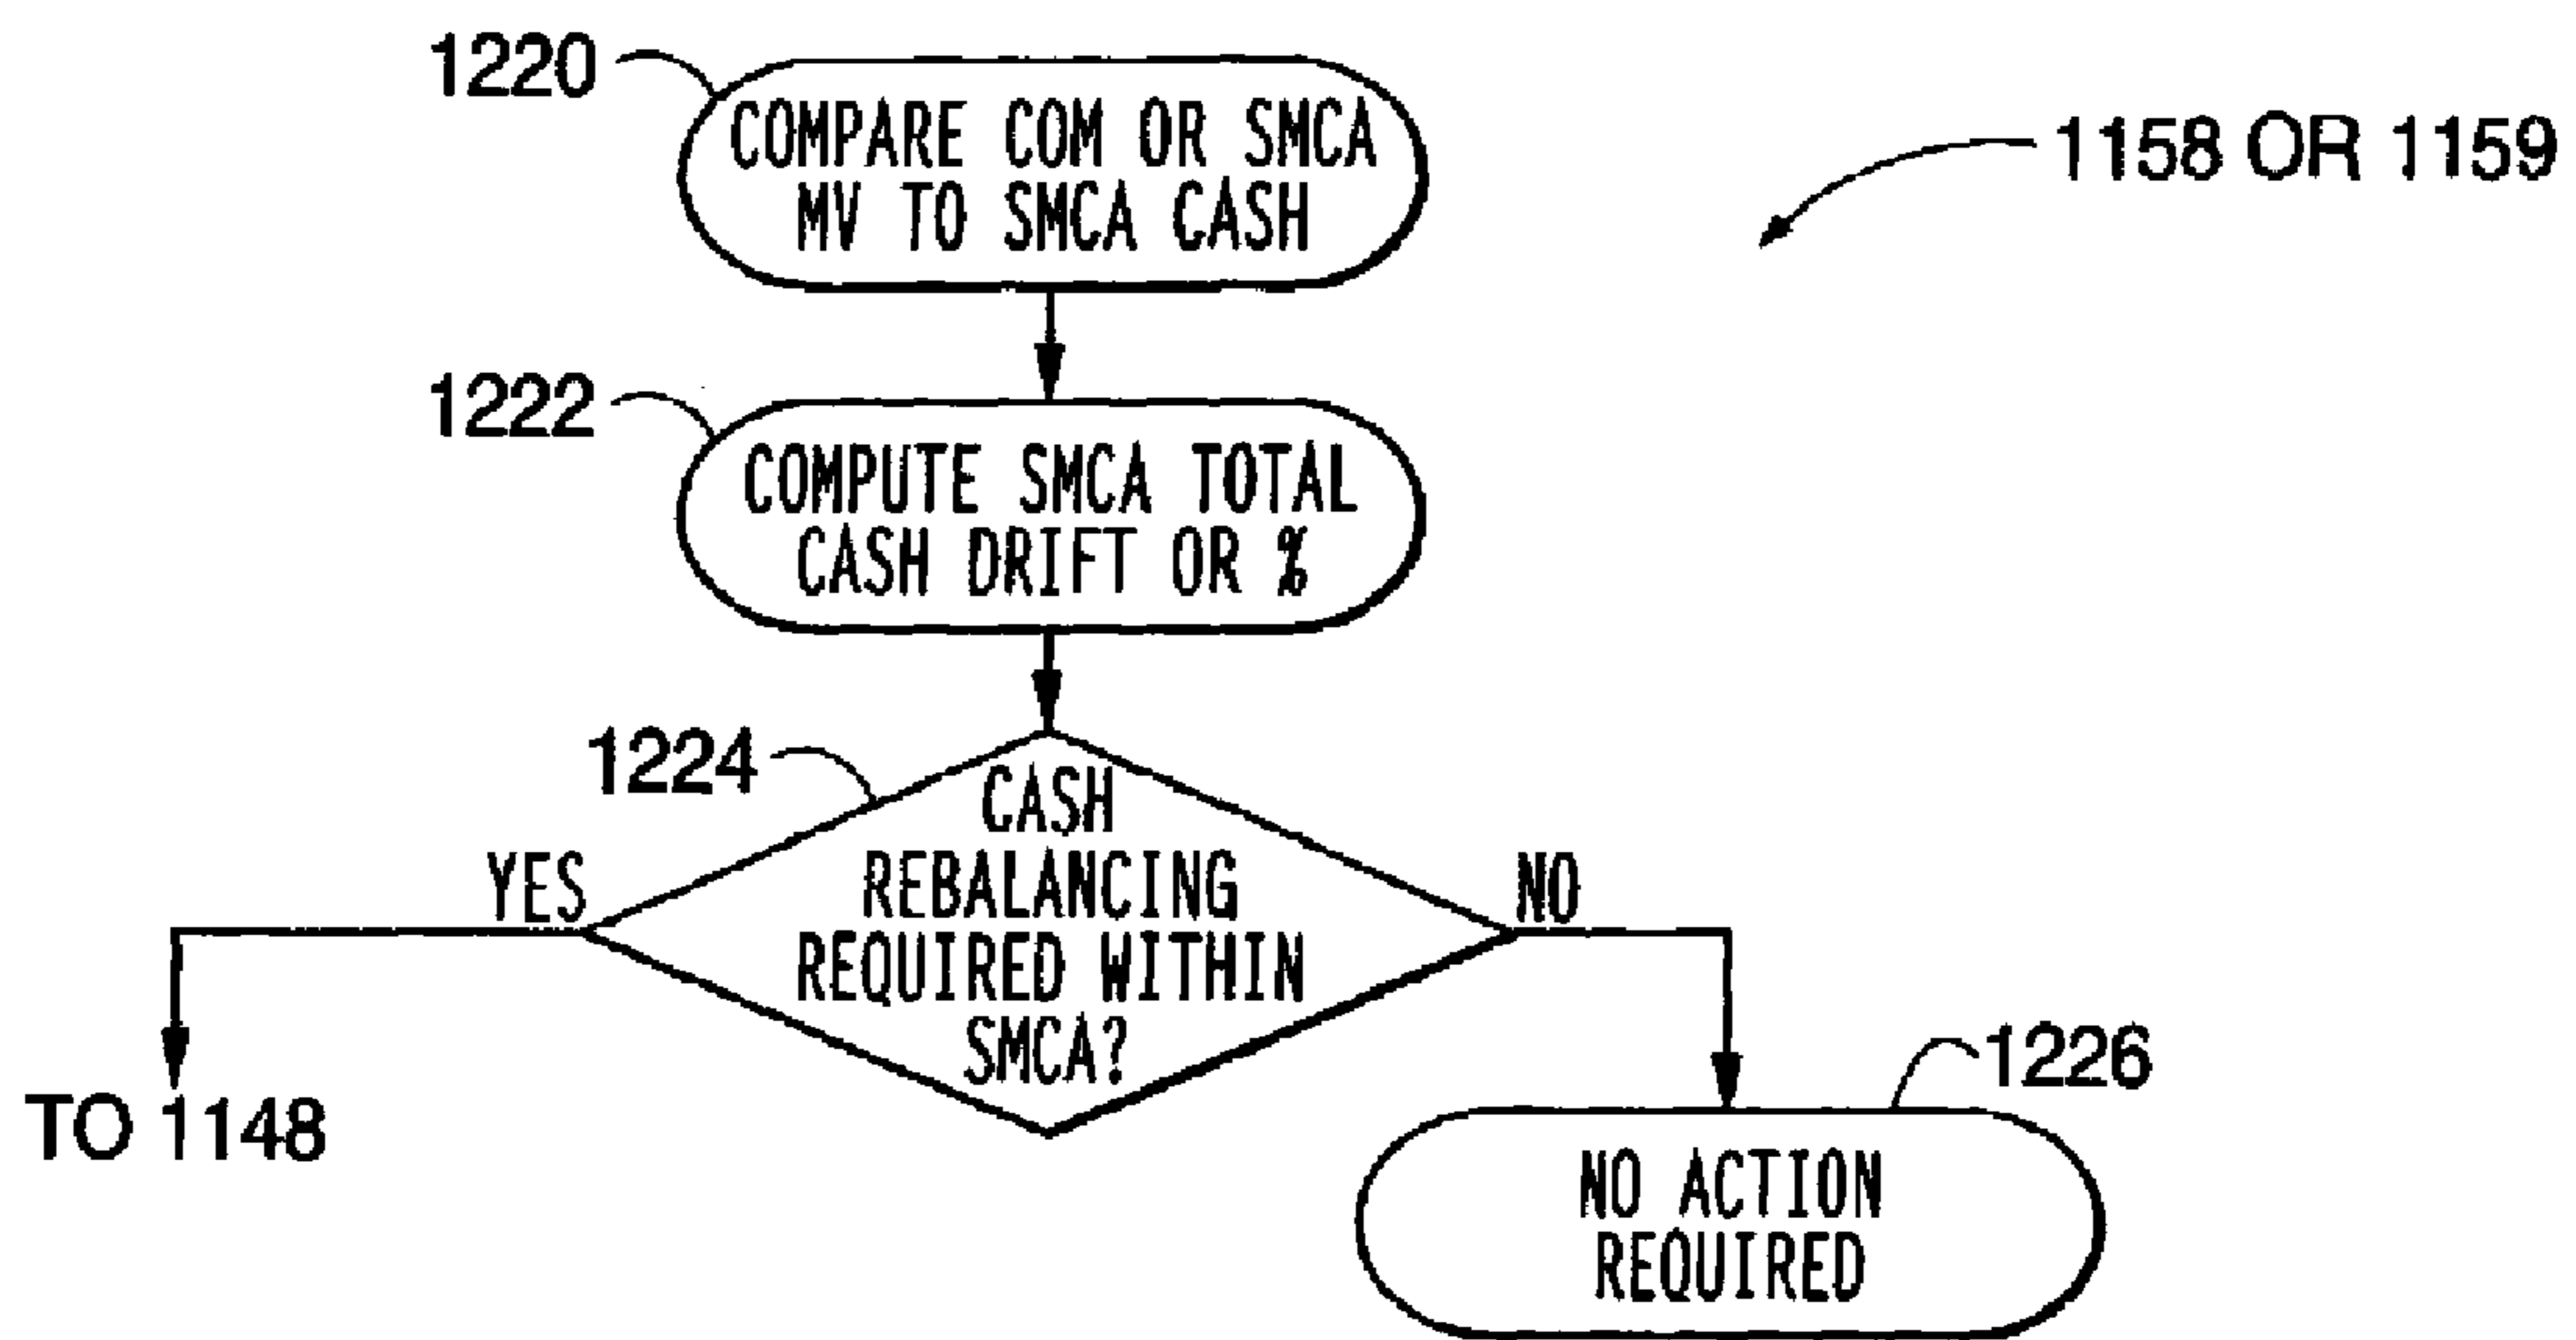 1220
COMPARE COM OR SMCA
MV TO SMCA CASH
1158 OR 1159
1222
COMPUTE SMCA TOTAL
CASH DRIFT OR %
1224
CASH
REBALANCING
REQUIRED WITHIN
SMCA?
YES
NO
TO 1148
1226
NO ACTION
REQUIRED